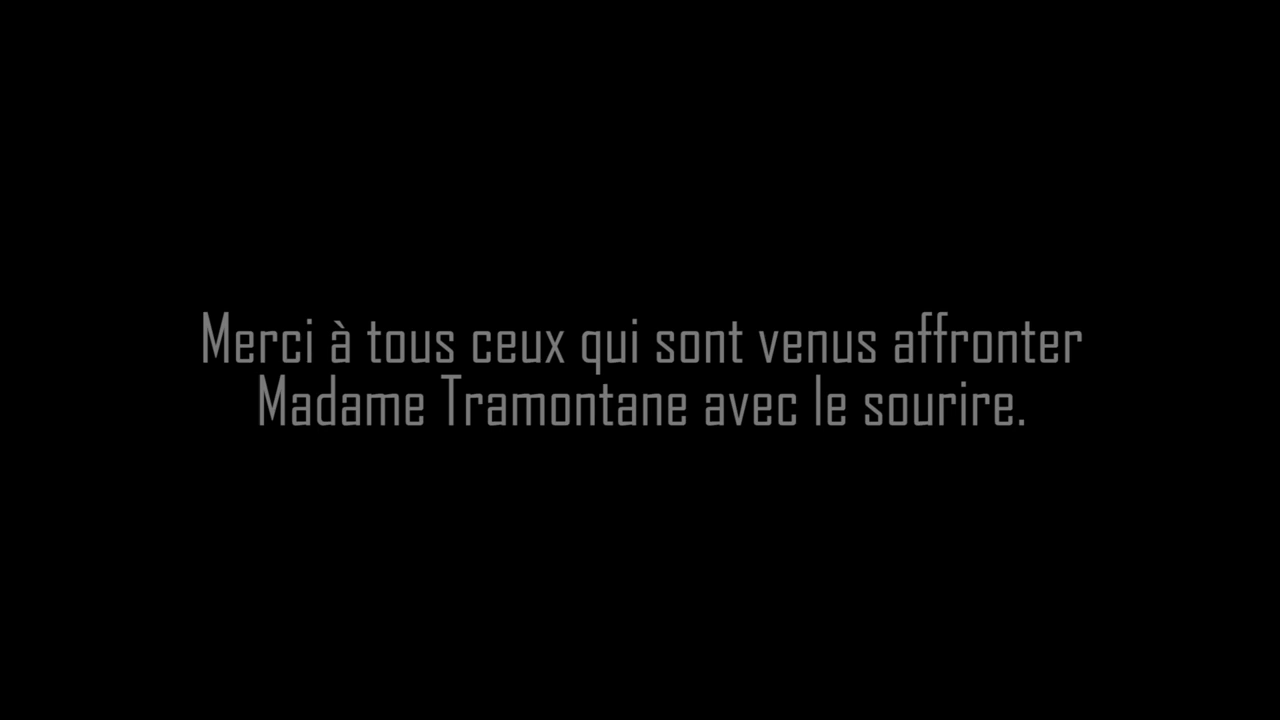 Merci à tous ceux qui sont venus affronter
Madame Tramontane avec le sourire.